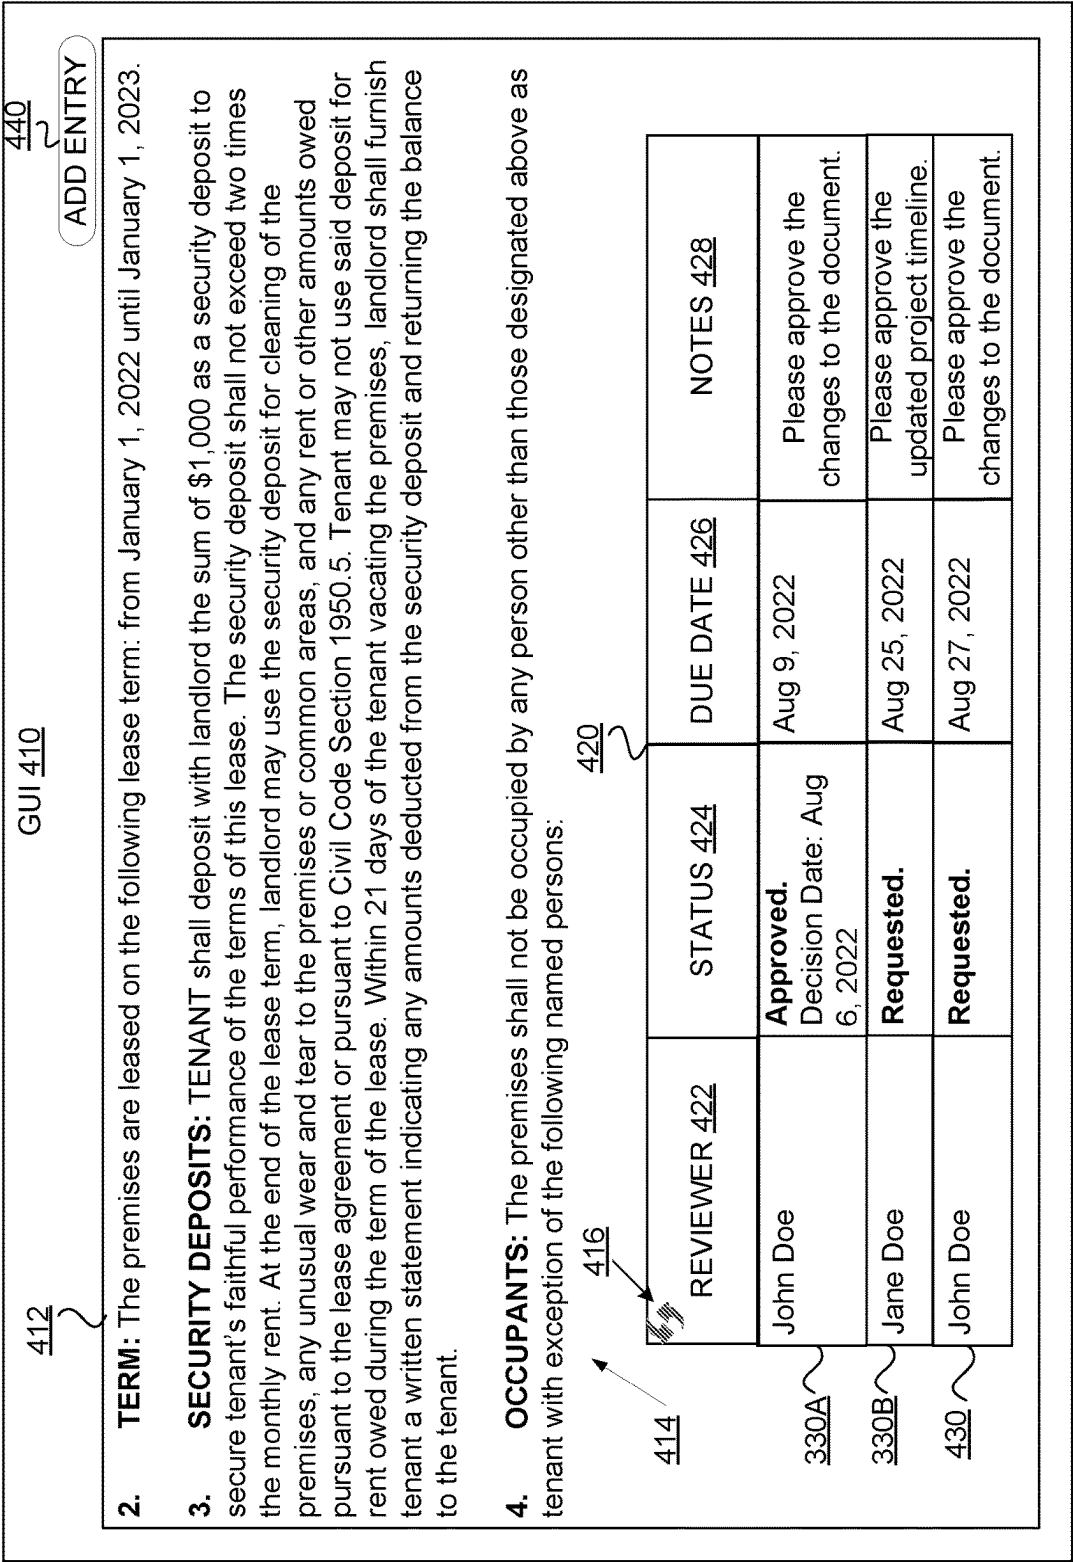 GUI 410
440
ADD ENTRY
412
2. TERM: The premises are leased on the following lease term: from January 1, 2022 until January 1, 2023.
3. SECURITY DEPOSITS: TENANT shall deposit with landlord the sum of $1,000 as a security deposit to
secure tenant's faithful performance of the terms of this lease. The security deposit shall not exceed two times
the monthly rent. At the end of the lease term, landlord may use the security deposit for cleaning of the
premises, any unusual wear and tear to the premises or common areas, and any rent or other amounts owed
pursuant to the lease agreement or pursuant to Civil Code Section 1950.5. Tenant may not use said deposit for
rent owed during the term of the lease. Within 21 days of the tenant vacating the premises, landlord shall furnish
tenant a written statement indicating any amounts deducted from the security deposit and returning the balance
to the tenant.
4. OCCUPANTS: The premises shall not be occupied by any person other than those designated above as
tenant with exception of the following named persons:
414
416
420
REVIEWER 422
STATUS 424
DUE DATE 426
NOTES 428
330A
John Doe
Approved.
Decision Date: Aug
6, 2022
Aug 9, 2022
Please approve the
changes to the document.
330B
Jane Doe
Requested.
Aug 25, 2022
Please approve the
updated project timeline.
430
John Doe
Requested.
Aug 27, 2022
Please approve the
changes to the document.